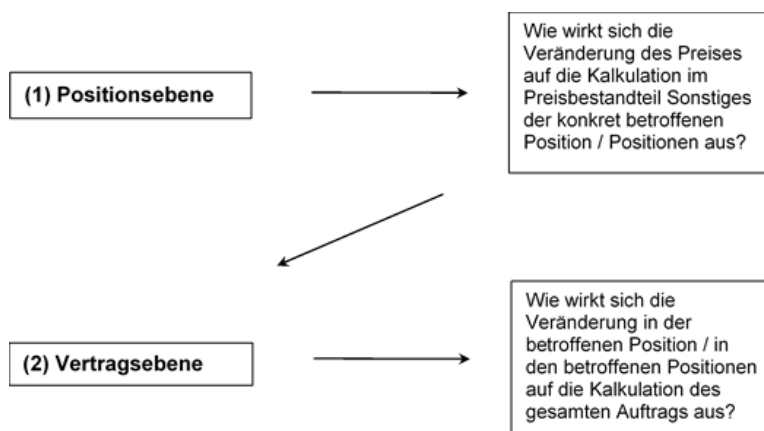 (1) Positionsebene
Wie wirkt sich die
Veränderung des Preises
auf die Kalkulation im
Preisbestandteil Sonstiges
der konkret betroffenen
Position / Positionen aus?
(2) Vertragsebene
Wie wirkt sich die
Veränderung in der
betroffenen Position / in
den betroffenen Positionen
auf die Kalkulation des
gesamten Auftrags aus?